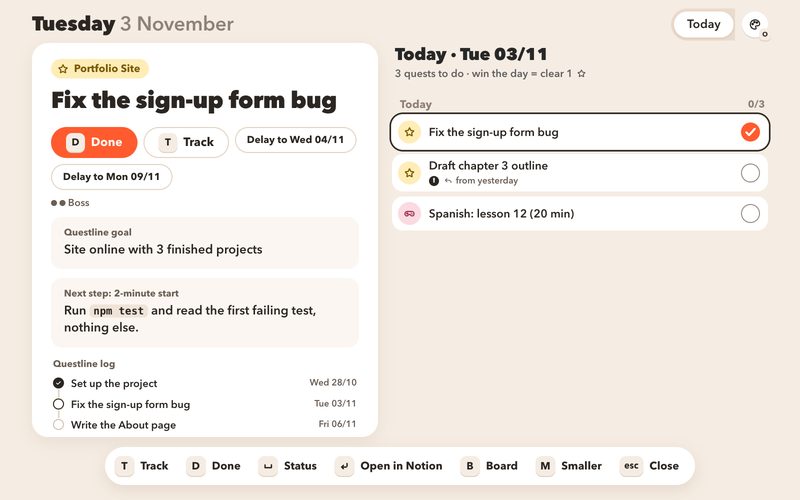 Tuesday 3 November
Today
Portfolio Site
Fix the sign-up form bug
D Done
T Track
Delay to Wed 04/11
Delay to Mon 09/11
Boss
Questline goal
Site online with 3 finished projects
Next step: 2-minute start
Run npm test and read the first failing test,
nothing else.
Questline log
Set up the project Wed 28/10
Fix the sign-up form bug Tue 03/11
Write the About page Fri 06/11
Today · Tue 03/11
3 quests to do · win the day = clear 1
Today 0/3
Fix the sign-up form bug
Draft chapter 3 outline
from yesterday
Spanish: lesson 12 (20 min)
T Track D Done Status Open in Notion B Board M Smaller esc Close